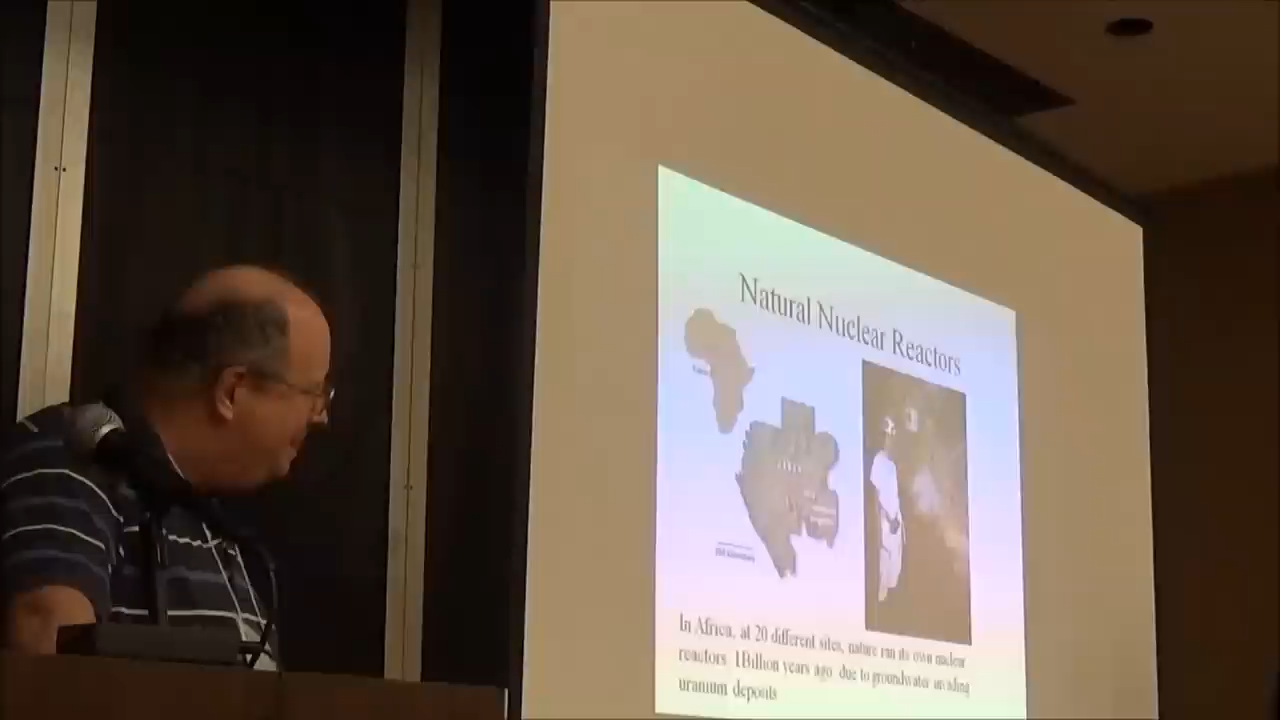 Natural Nuclear Reactors
In Africa, at 20 different sites, nature ran its own nuclear
reactors 1Billion years ago due to groundwater invading
uranium deposits